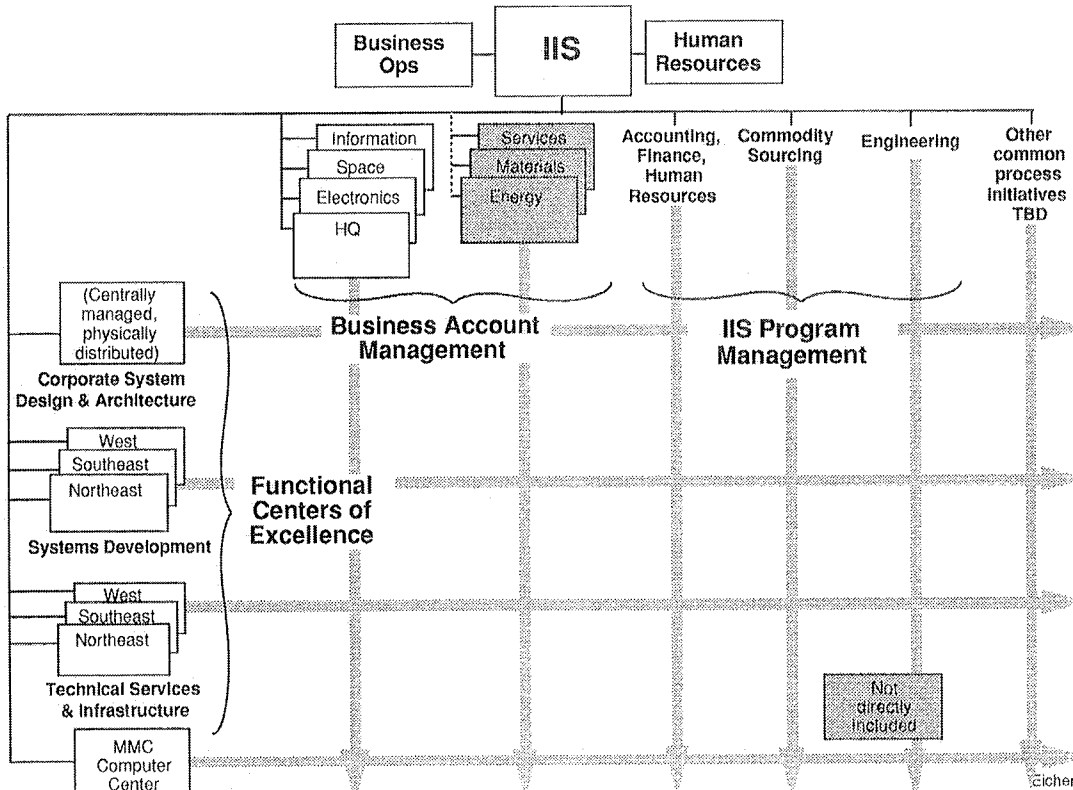 Business
Ops
IIS
Human
Resources
Information
Space
Electronics
HQ
Services
Materials
Energy
Accounting,
Finance,
Human
Resources
Commodity
Sourcing
Engineering
Other
common
process
initiatives
TBD
Business Account
Management
IIS Program
Management
(Centrally
managed,
physically
distributed)
Corporate System
Design & Architecture
West
Southeast
Northeast
Systems Development
Functional
Centers of
Excellence
West
Southeast
Northeast
Technical Services
& Infrastructure
Not
directly
included
MMC
Computer
Center
Eicher